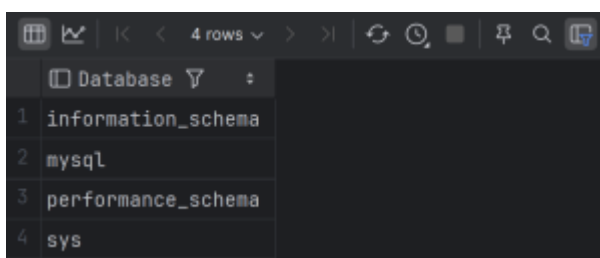 4 rows
Database
1 information_schema
2 mysql
3 performance_schema
4 sys